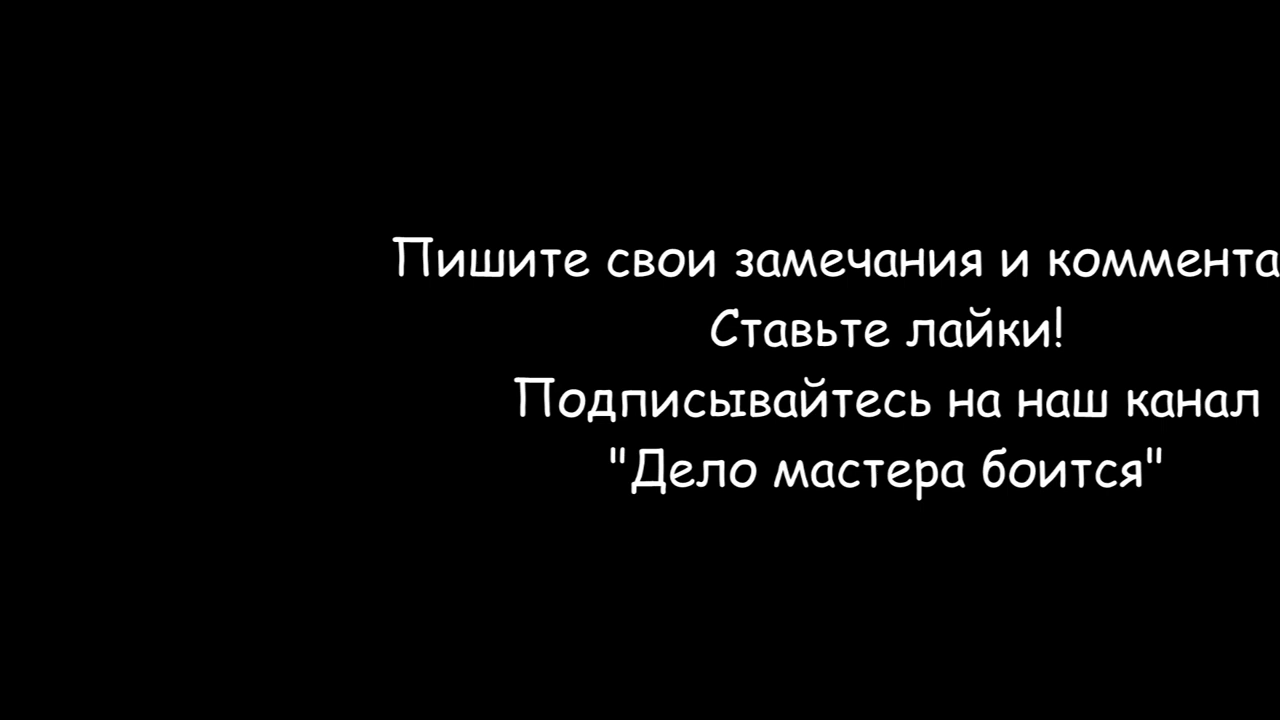 Пишите свои замечания и коммента
Ставьте лайки!
Подписывайтесь на наш канал
"Дело мастера боится"